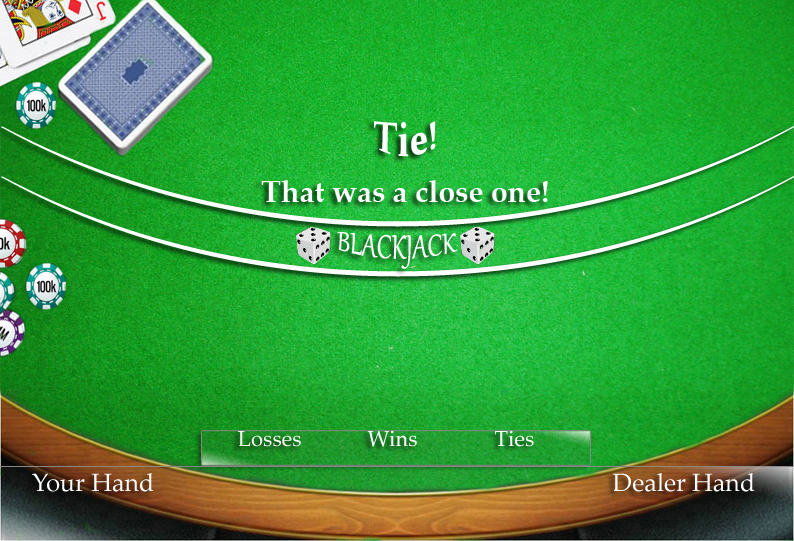 J
100k
Tie!
That was a close one!
BLACKJACK
100k
Losses Wins Ties
Your Hand Dealer Hand